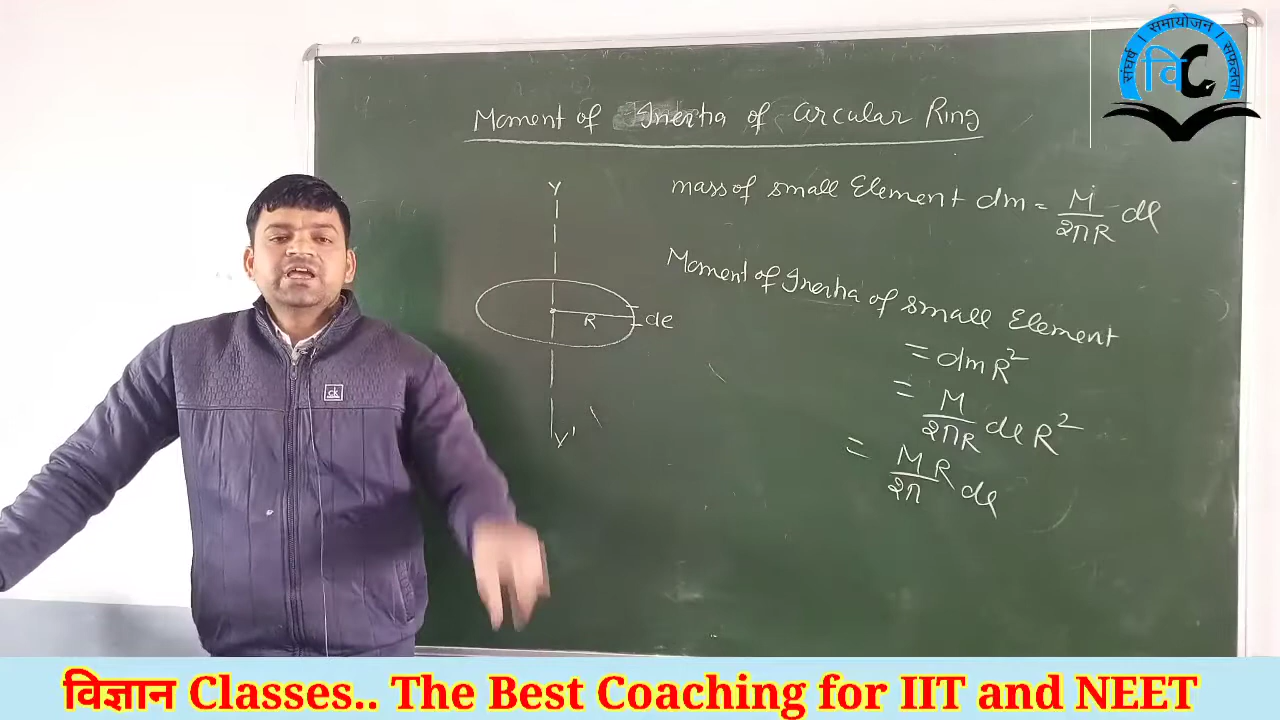 संघर्ष । समायोजन । सफलता
वि C
Moment of Inertia of Circular Ring
mass of small Element dm = M/2πR dl
Y
Moment of Inertia of small Element
R
dl
= dm R²
= M/2πR dl R²
= MR/2π dl
Y'
ck
विज्ञान Classes.. The Best Coaching for IIT and NEET